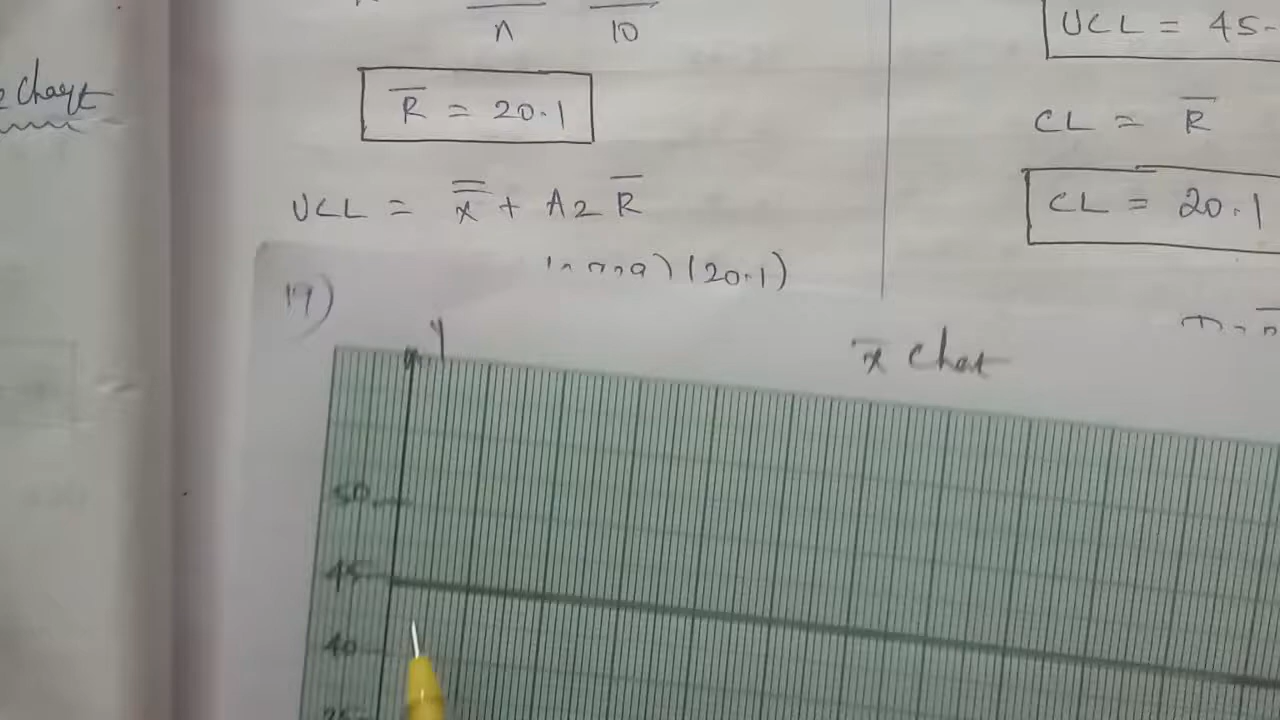 chart
n 10
R̅ = 20.1
UCL = x̿ + A2 R̅
) (20.1)
UCL = 45.
CL = R̅
CL = 20.1
17)
y
x̅ Chart
50
45
40
35